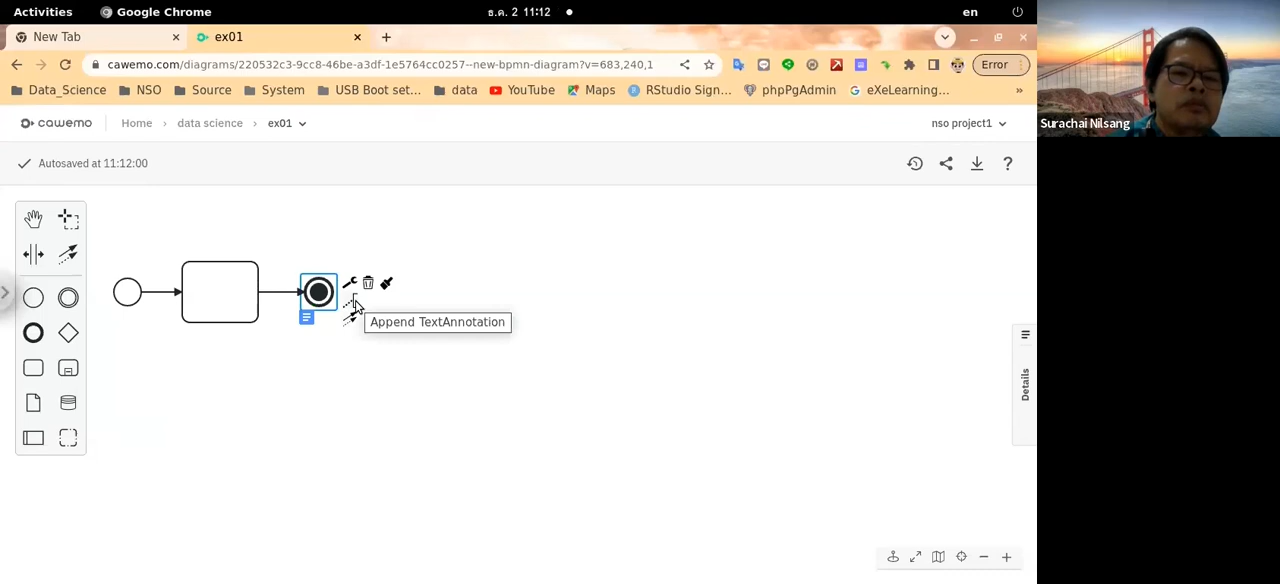 Activities Google Chrome ธ.ค. 2 11:12 en
New Tab ex01
cawemo.com/diagrams/220532c3-9cc8-46be-a3df-1e5764cc0257--new-bpmn-diagram?v=683,240,1 Error
Data_Science NSO Source System USB Boot set... data YouTube Maps RStudio Sign... phpPgAdmin eXeLearning... »
cawemo Home data science ex01 nso project1
Autosaved at 11:12:00
Append TextAnnotation
Details
Surachai Nilsang